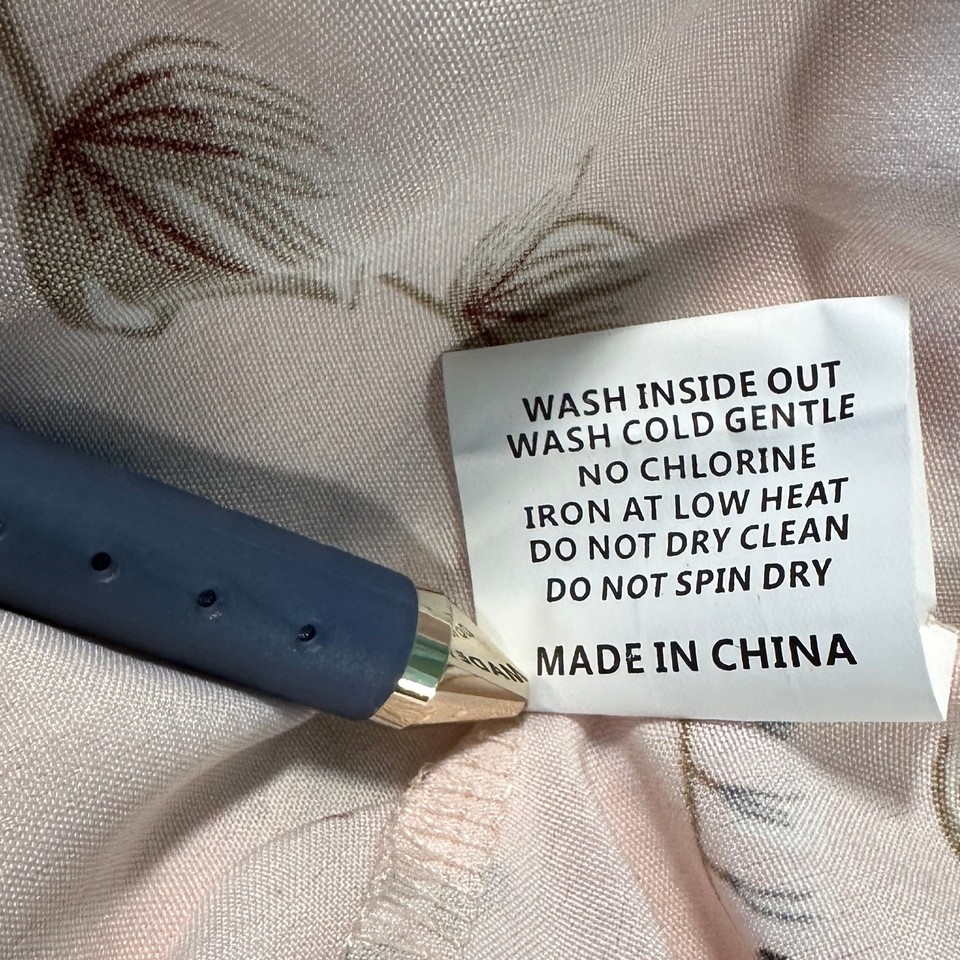 WASH INSIDE OUT
WASH COLD GENTLE
NO CHLORINE
IRON AT LOW HEAT
DO NOT DRY CLEAN
DO NOT SPIN DRY
MADE IN CHINA